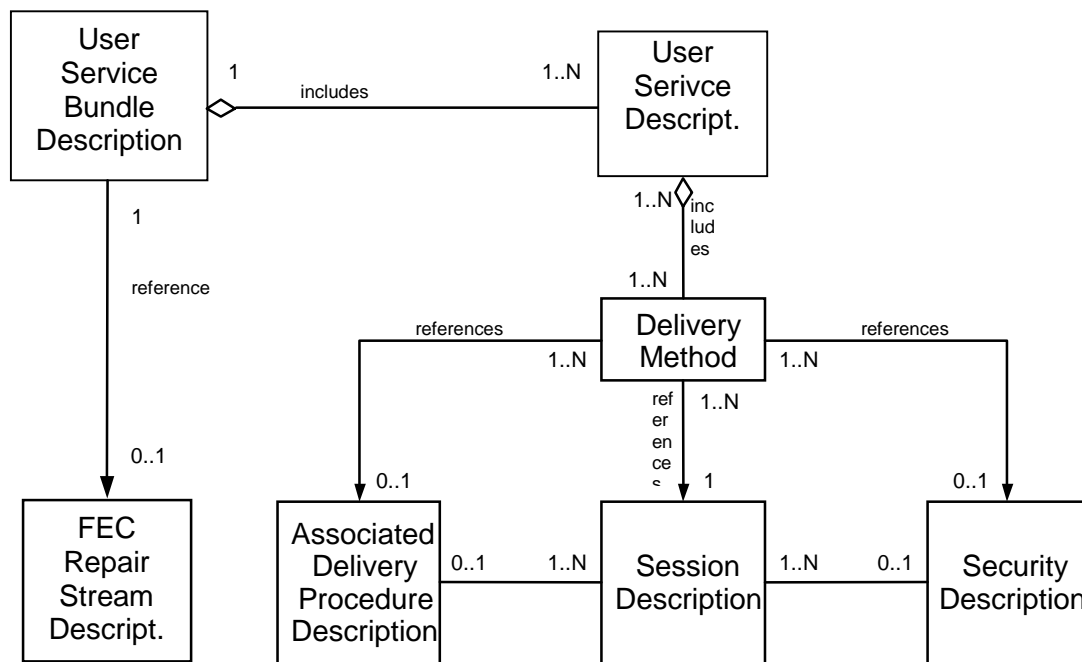 User
Service
Bundle
Description
1
includes
1..N
User
Serivce
Descript.
1..N
inc
lud
es
1..N
1
reference
0..1
Delivery
Method
references
1..N
references
1..N
ref
er
en
ce
s
1..N
0..1
1
0..1
FEC
Repair
Stream
Descript.
Associated
Delivery
Procedure
Description
0..1
1..N
Session
Description
1..N
0..1
Security
Description